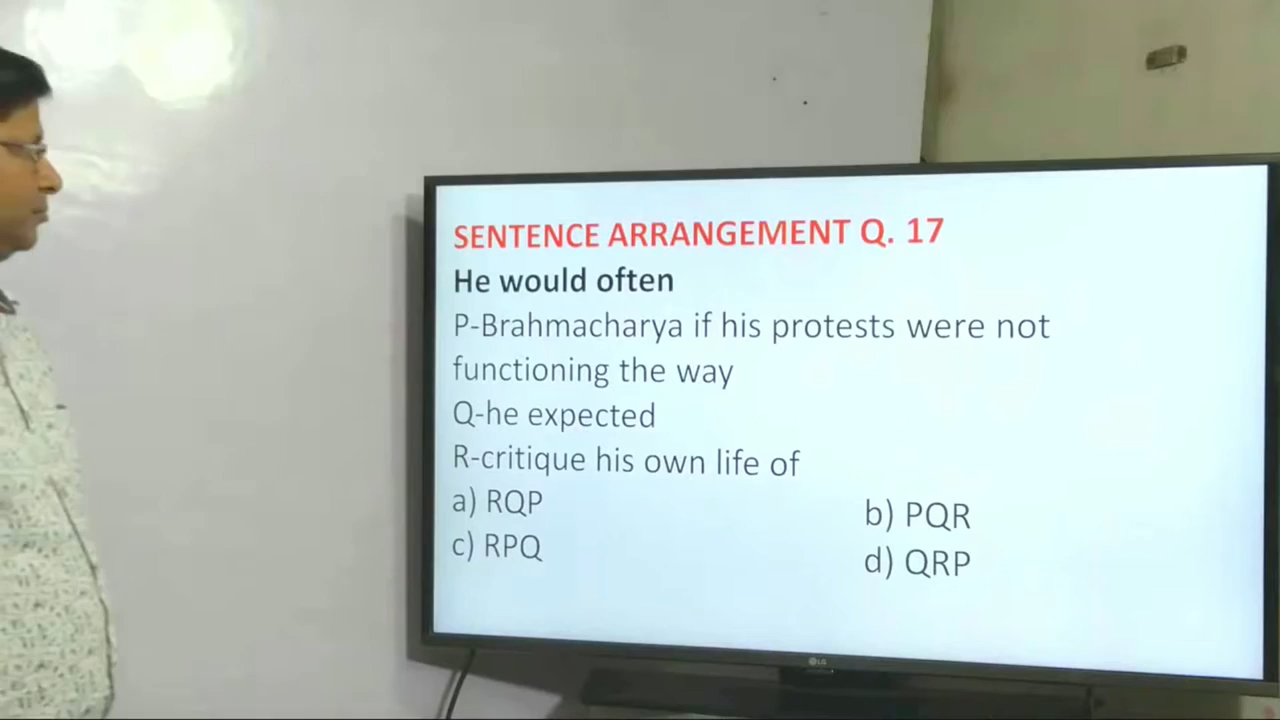 SENTENCE ARRANGEMENT Q. 17
He would often
P-Brahmacharya if his protests were not
functioning the way
Q-he expected
R-critique his own life of
a) RQP
b) PQR
c) RPQ
d) QRP
LG